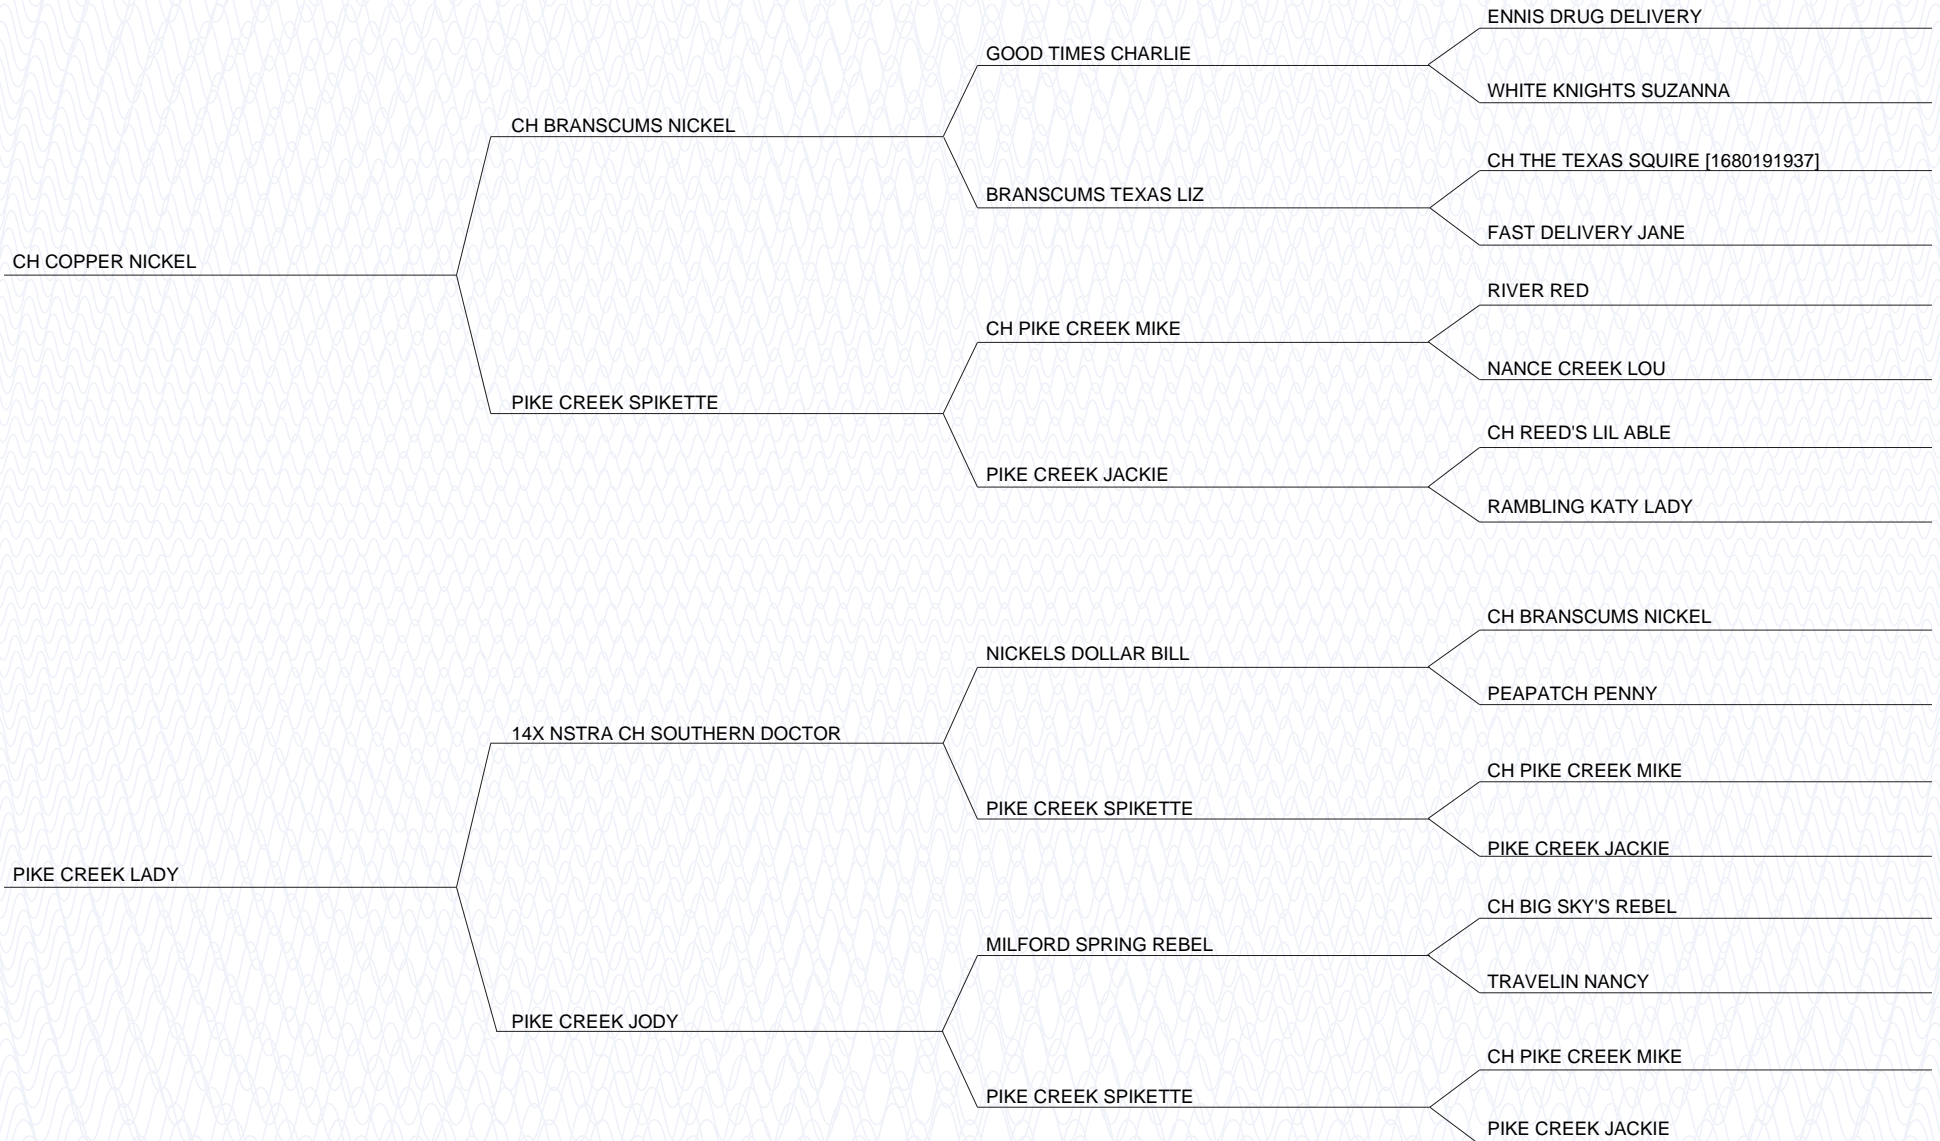 ENNIS DRUG DELIVERY
GOOD TIMES CHARLIE
WHITE KNIGHTS SUZANNA
CH BRANSCUMS NICKEL
CH THE TEXAS SQUIRE [1680191937]
BRANSCUMS TEXAS LIZ
FAST DELIVERY JANE
CH COPPER NICKEL
RIVER RED
CH PIKE CREEK MIKE
NANCE CREEK LOU
PIKE CREEK SPIKETTE
CH REED'S LIL ABLE
PIKE CREEK JACKIE
RAMBLING KATY LADY
CH BRANSCUMS NICKEL
NICKELS DOLLAR BILL
PEAPATCH PENNY
14X NSTRA CH SOUTHERN DOCTOR
CH PIKE CREEK MIKE
PIKE CREEK SPIKETTE
PIKE CREEK JACKIE
PIKE CREEK LADY
CH BIG SKY'S REBEL
MILFORD SPRING REBEL
TRAVELIN NANCY
PIKE CREEK JODY
CH PIKE CREEK MIKE
PIKE CREEK SPIKETTE
PIKE CREEK JACKIE